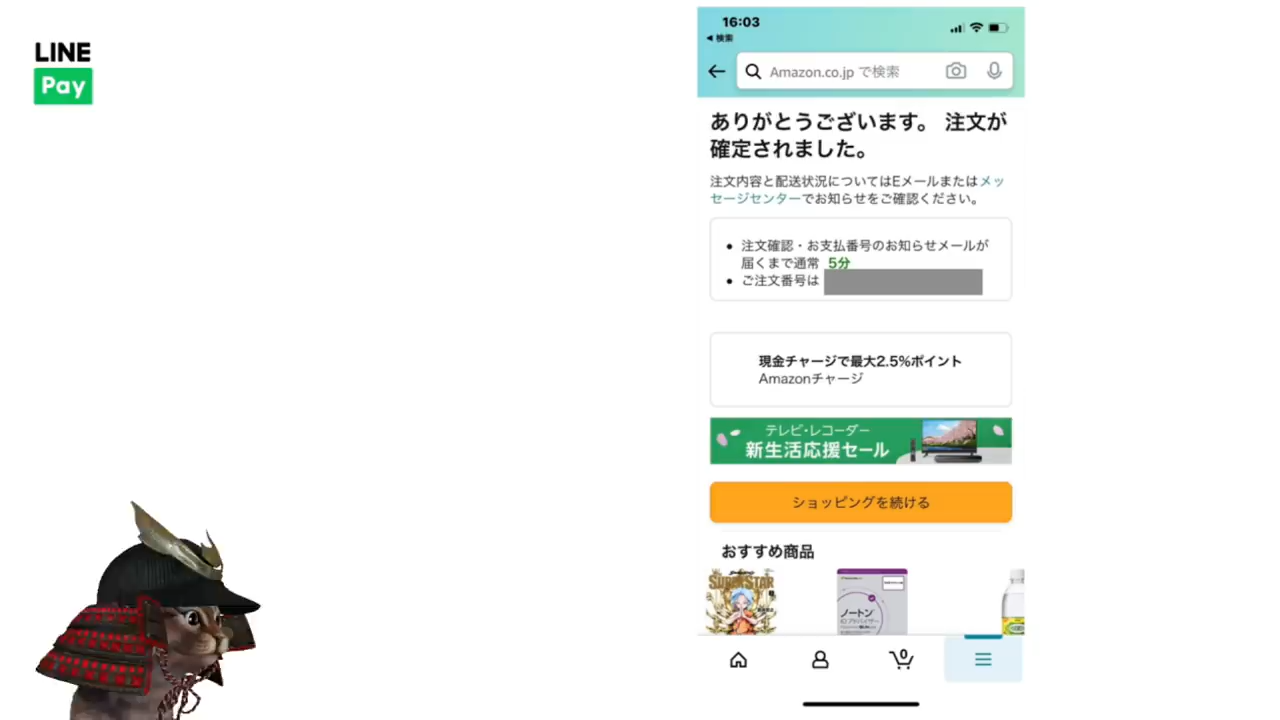 LINE
Pay
16:03
◀ 検索
Amazon.co.jp で検索
ありがとうございます。 注文が
確定されました。
注文内容と配送状況についてはEメールまたはメッ
セージセンターでお知らせをご確認ください。
• 注文確認・お支払番号のお知らせメールが
届くまで通常 5分
• ご注文番号は
現金チャージで最大2.5%ポイント
Amazonチャージ
テレビ・レコーダー
新生活応援セール
ショッピングを続ける
おすすめ商品
SUPERSTAR
ノートン
0